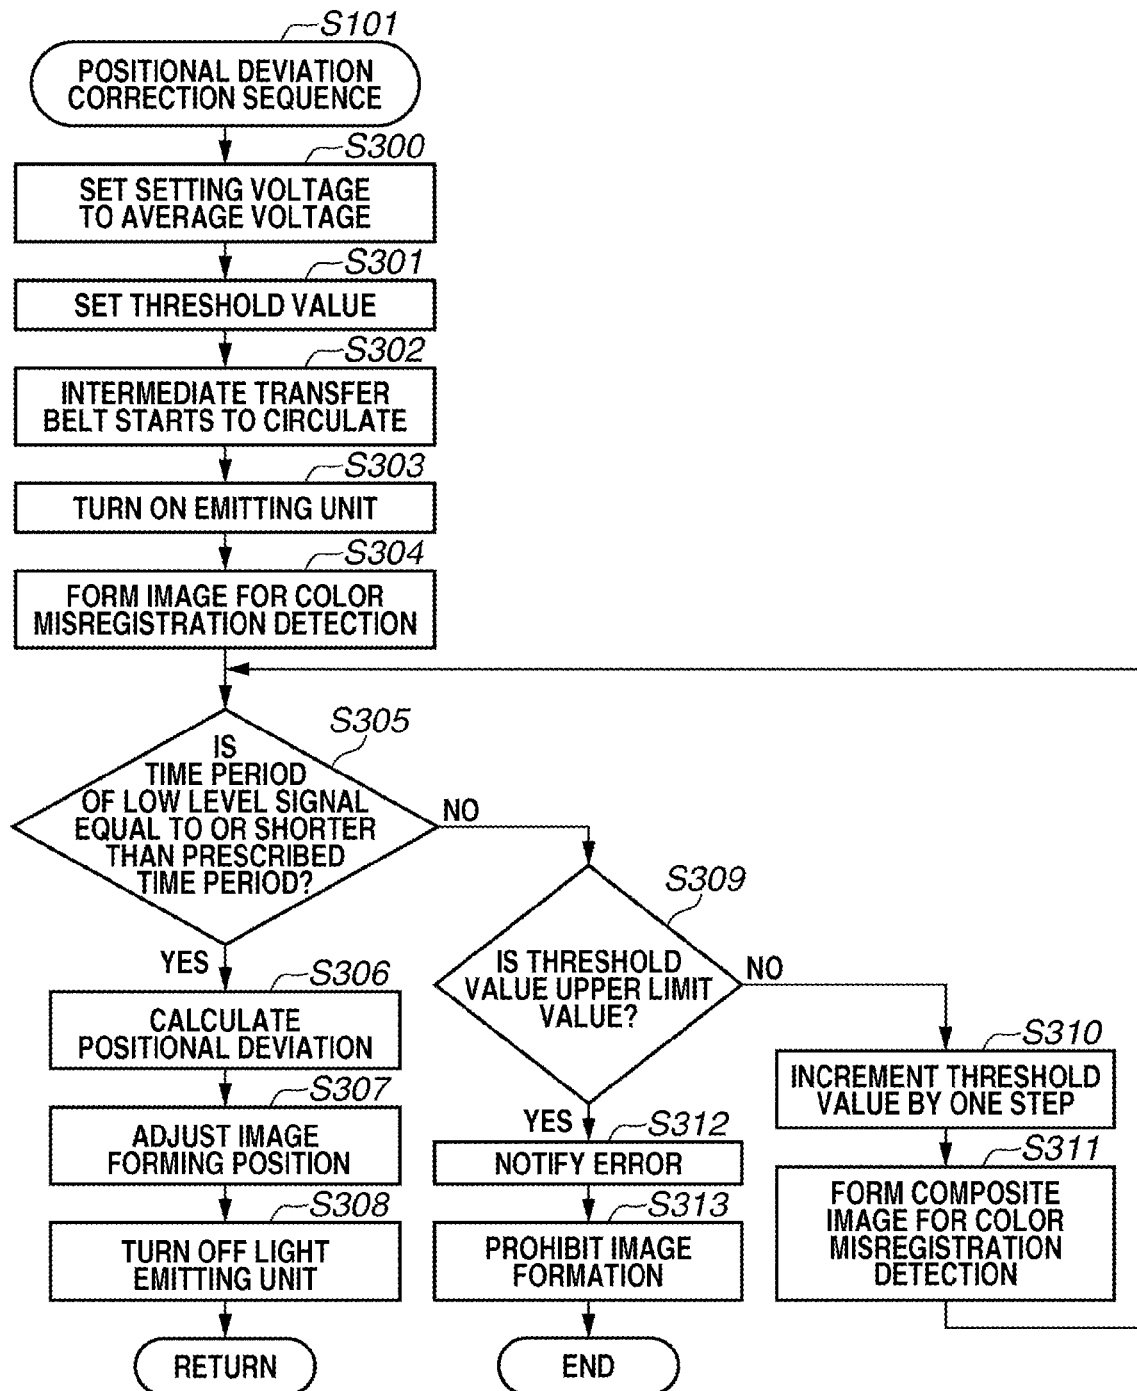 S101
POSITIONAL DEVIATION
CORRECTION SEQUENCE
S300
SET SETTING VOLTAGE
TO AVERAGE VOLTAGE
S301
SET THRESHOLD VALUE
S302
INTERMEDIATE TRANSFER
BELT STARTS TO CIRCULATE
S303
TURN ON EMITTING UNIT
S304
FORM IMAGE FOR COLOR
MISREGISTRATION DETECTION
S305
IS
TIME PERIOD
OF LOW LEVEL SIGNAL
EQUAL TO OR SHORTER
THAN PRESCRIBED
TIME PERIOD?
NO
YES
S306
CALCULATE
POSITIONAL DEVIATION
S307
ADJUST IMAGE
FORMING POSITION
S308
TURN OFF LIGHT
EMITTING UNIT
RETURN
S309
IS THRESHOLD
VALUE UPPER LIMIT
VALUE?
NO
YES
S312
NOTIFY ERROR
S313
PROHIBIT IMAGE
FORMATION
END
S310
INCREMENT THRESHOLD
VALUE BY ONE STEP
S311
FORM COMPOSITE
IMAGE FOR COLOR
MISREGISTRATION
DETECTION